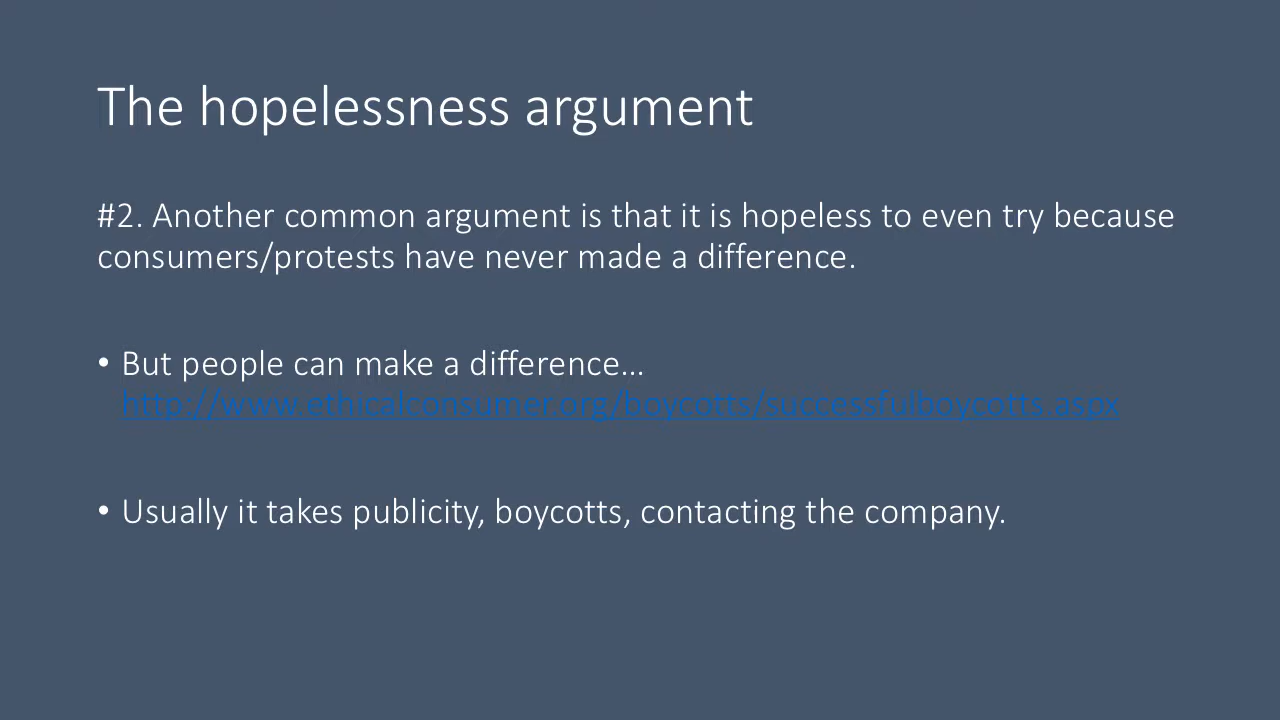 The hopelessness argument
#2. Another common argument is that it is hopeless to even try because
consumers/protests have never made a difference.
• But people can make a difference…
http://www.ethicalconsumer.org/boycotts/successfulboycotts.aspx
• Usually it takes publicity, boycotts, contacting the company.